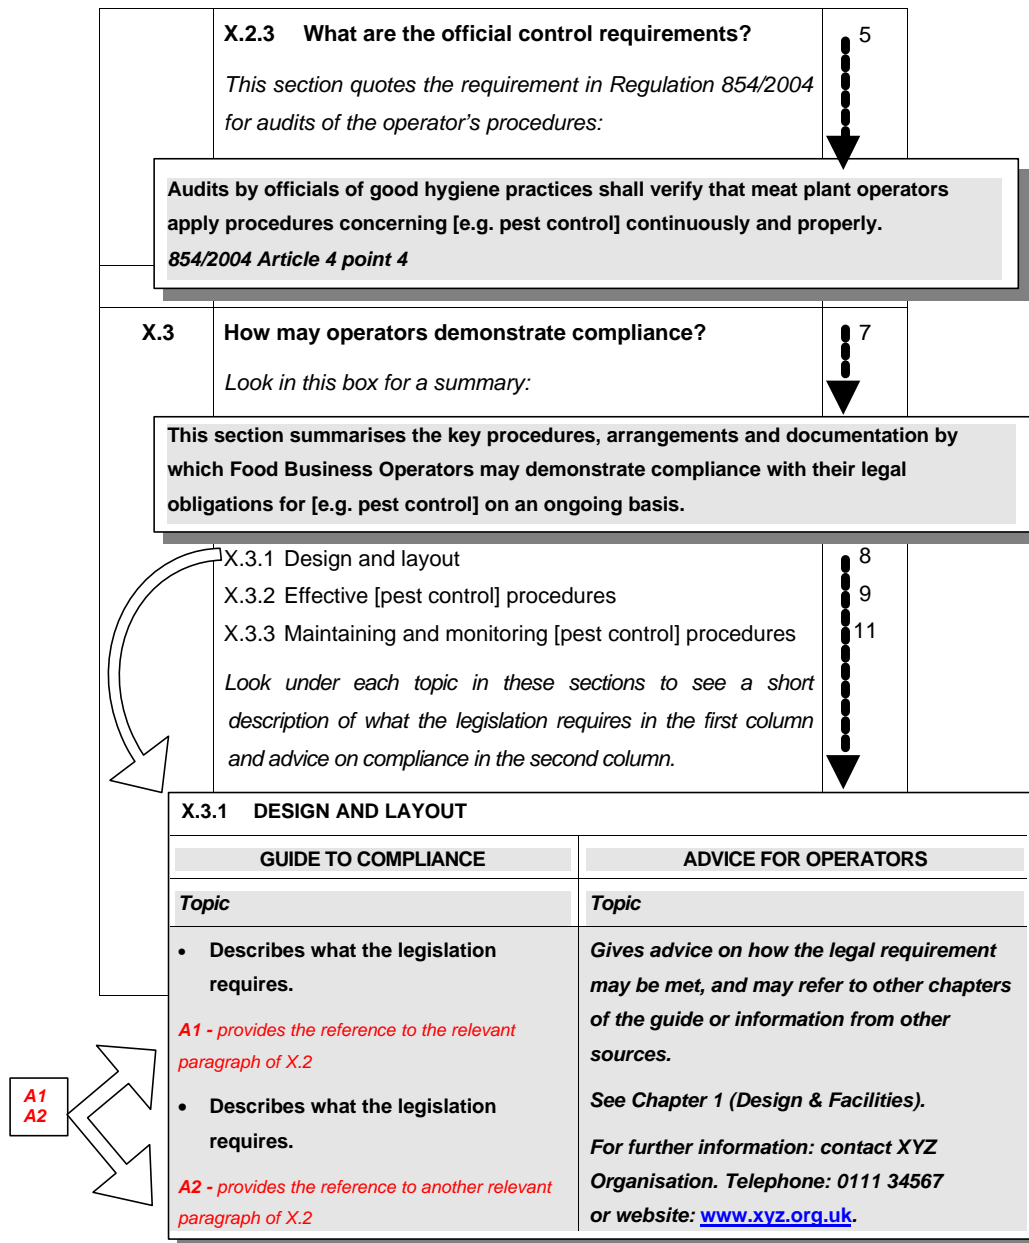 X.2.3 What are the official control requirements? 5
This section quotes the requirement in Regulation 854/2004
for audits of the operator's procedures:
Audits by officials of good hygiene practices shall verify that meat plant operators
apply procedures concerning [e.g. pest control] continuously and properly.
854/2004 Article 4 point 4
X.3 How may operators demonstrate compliance? 7
Look in this box for a summary:
This section summarises the key procedures, arrangements and documentation by
which Food Business Operators may demonstrate compliance with their legal
obligations for [e.g. pest control] on an ongoing basis.
X.3.1 Design and layout 8
X.3.2 Effective [pest control] procedures 9
X.3.3 Maintaining and monitoring [pest control] procedures 11
Look under each topic in these sections to see a short
description of what the legislation requires in the first column
and advice on compliance in the second column.
X.3.1 DESIGN AND LAYOUT
GUIDE TO COMPLIANCE
Topic
• Describes what the legislation
requires.
A1 - provides the reference to the relevant
paragraph of X.2
• Describes what the legislation
requires.
A2 - provides the reference to another relevant
paragraph of X.2
ADVICE FOR OPERATORS
Topic
Gives advice on how the legal requirement
may be met, and may refer to other chapters
of the guide or information from other
sources.
See Chapter 1 (Design & Facilities).
For further information: contact XYZ
Organisation. Telephone: 0111 34567
or website: www.xyz.org.uk.
A1
A2